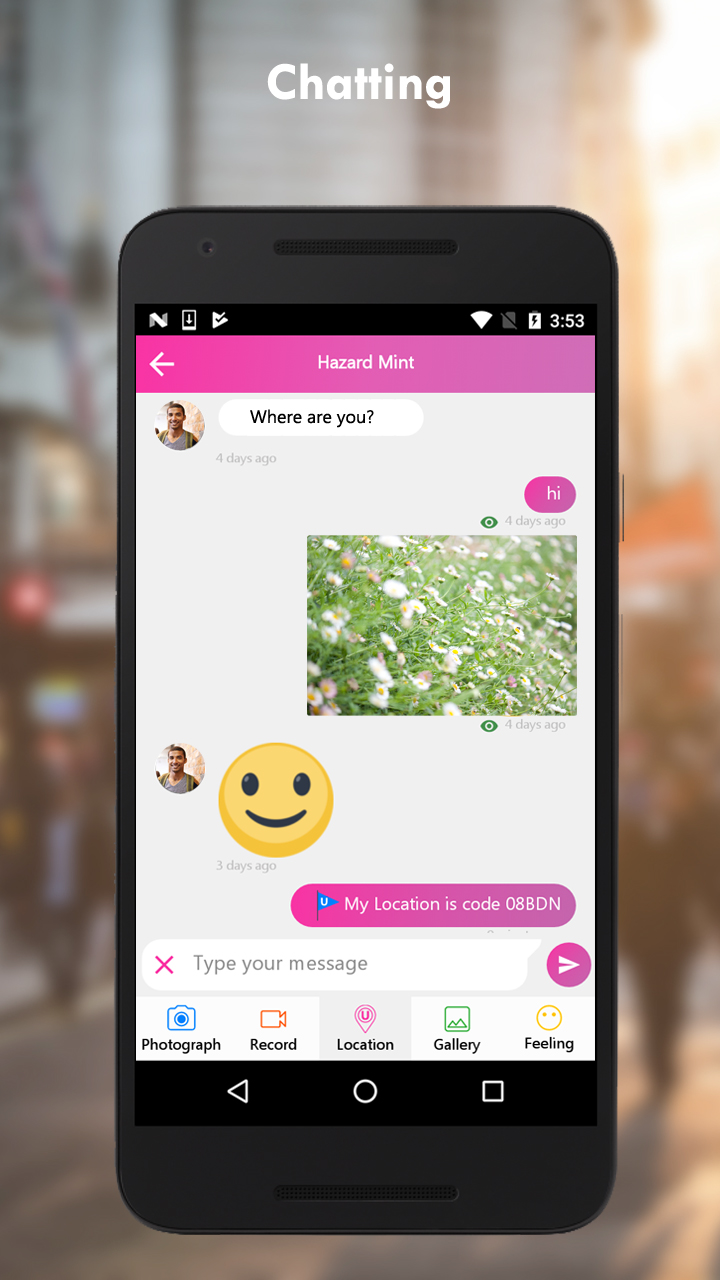 Chatting
3:53
Hazard Mint
Where are you?
4 days ago
hi
4 days ago
4 days ago
3 days ago
U My Location is code 08BDN
Type your message
U
Photograph
Record
Location
Gallery
Feeling